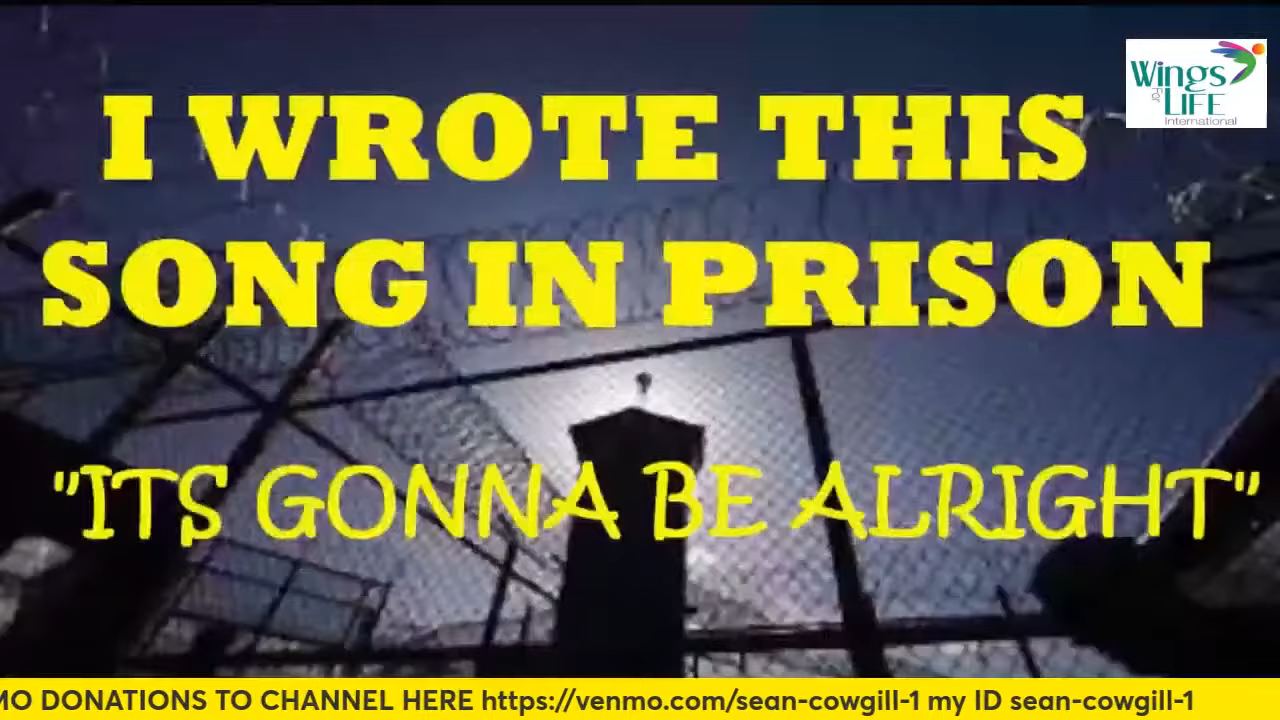 Wings
For
LIFE
International
I WROTE THIS
SONG IN PRISON
"ITS GONNA BE ALRIGHT"
MO DONATIONS TO CHANNEL HERE https://venmo.com/sean-cowgill-1 my ID sean-cowgill-1